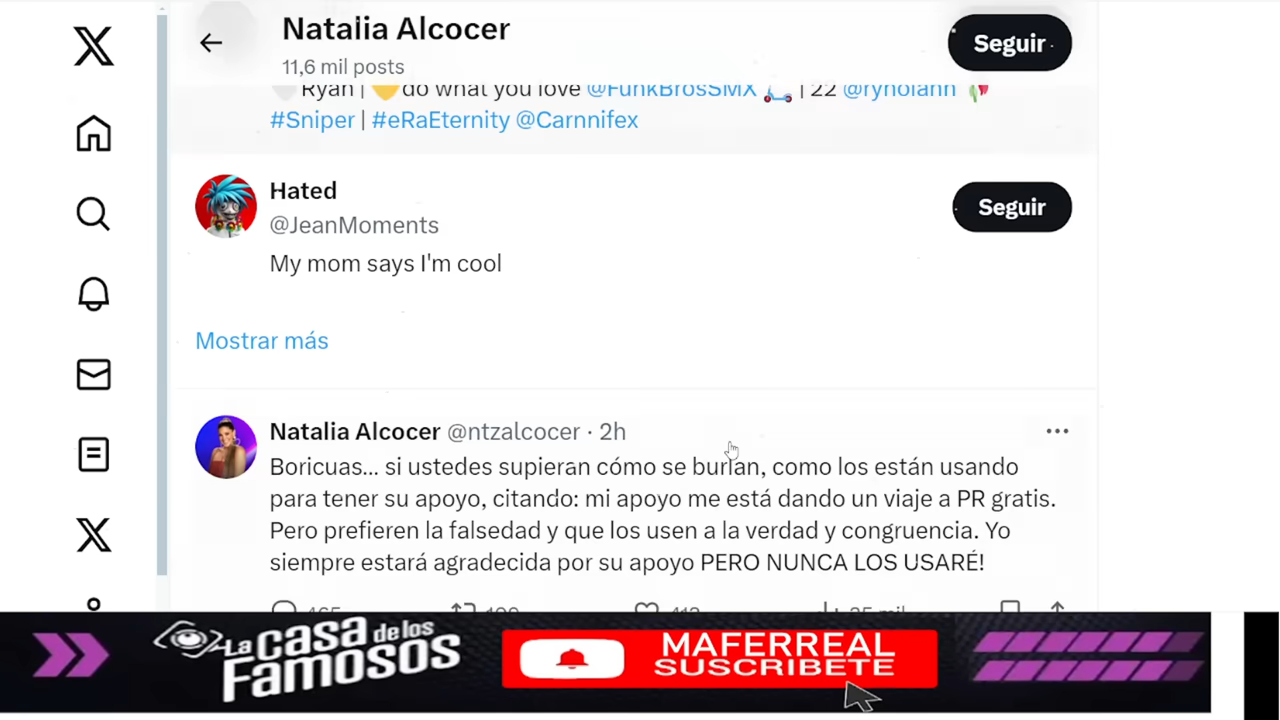 Natalia Alcocer
11,6 mil posts
Seguir
Ryan | 💛do what you love @FunkBrosSMX 🛴 | 22 @ryholann 🌷
#Sniper | #eRaEternity @Carnnifex
Hated
@JeanMoments
Seguir
My mom says I'm cool
Mostrar más
Natalia Alcocer @ntzalcocer · 2h
Boricuas... si ustedes supieran cómo se burlan, como los están usando
para tener su apoyo, citando: mi apoyo me está dando un viaje a PR gratis.
Pero prefieren la falsedad y que los usen a la verdad y congruencia. Yo
siempre estará agradecida por su apoyo PERO NUNCA LOS USARÉ!
LA CASA de los
FAMOSOS
MAFERREAL
SUSCRIBETE